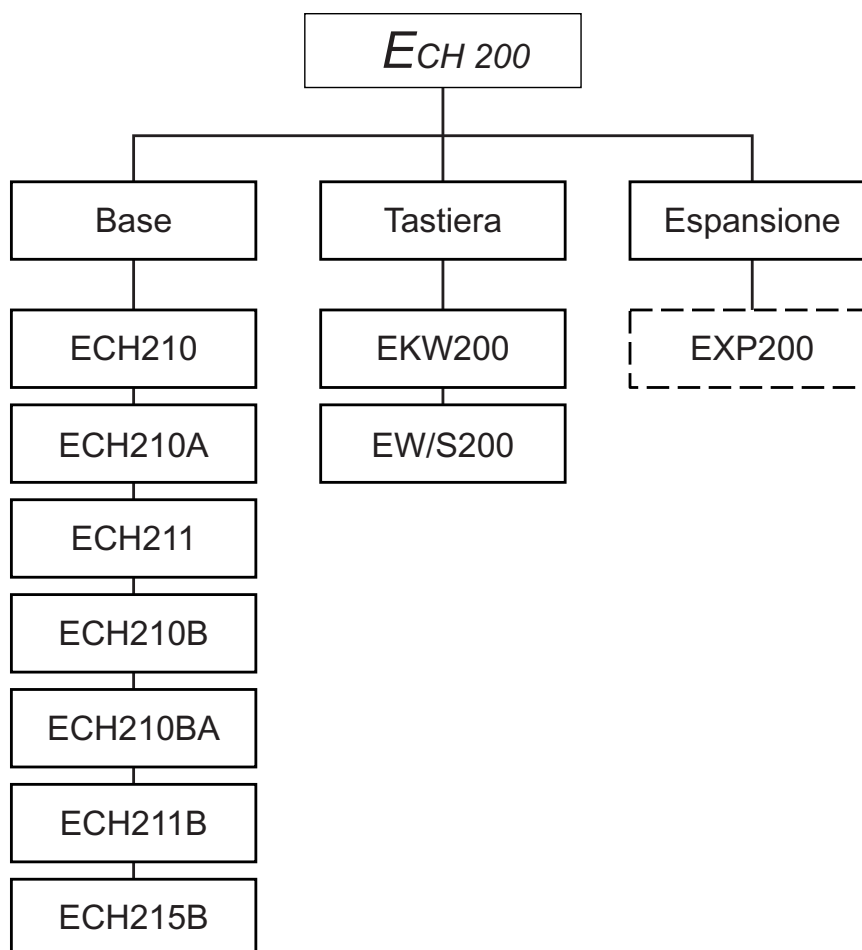 ECH 200
Base
Tastiera
Espansione
ECH210
EKW200
EXP200
ECH210A
EW/S200
ECH211
ECH210B
ECH210BA
ECH211B
ECH215B